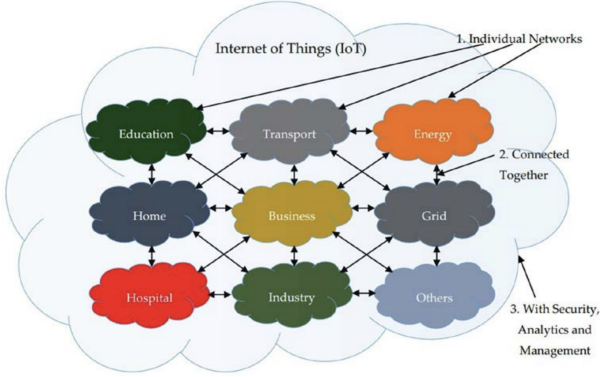 Internet of Things (IoT)
1. Individual Networks
Education
Transport
Energy
2. Connected
Together
Home
Business
Grid
Hospital
Industry
Others
3. With Security,
Analytics and
Management